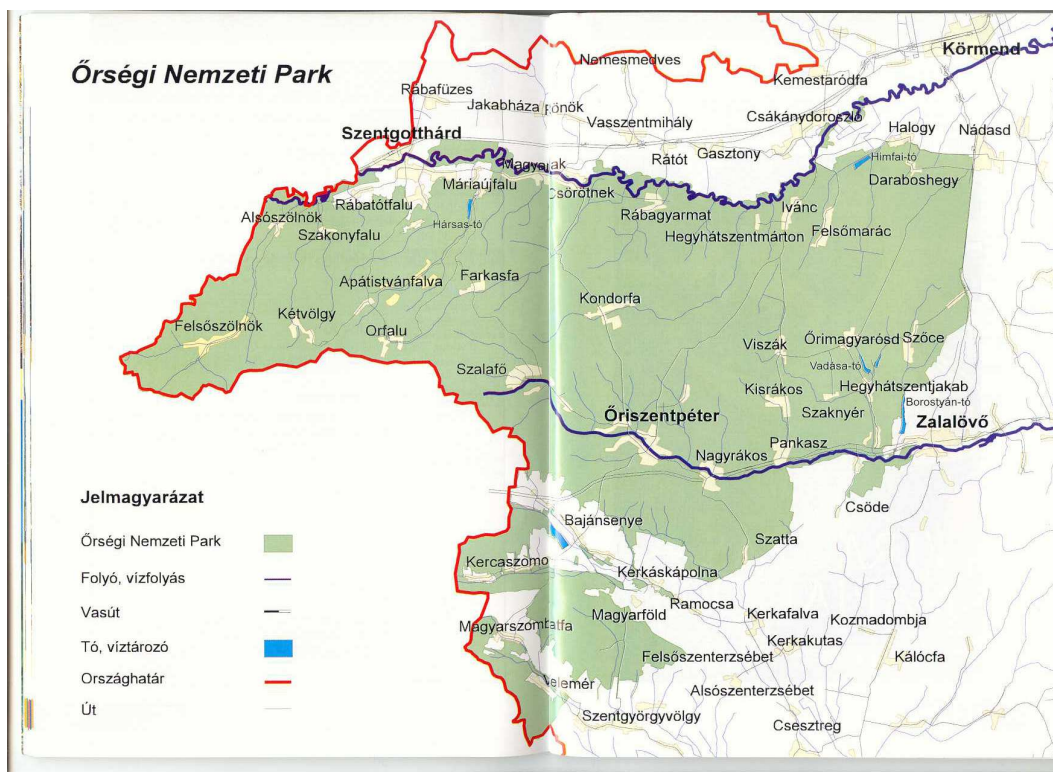 Őrségi Nemzeti Park
Körmend
Nemesmedves
Kemestaródfa
Rábafüzes
Jakabháza
Rönök
Vasszentmihály
Csákánydoroszló
Szentgotthárd
Halogy
Nádasd
Rátót
Gasztony
Himfai-tó
Daraboshegy
Máriaújfalu
Csörötnek
Rábatótfalu
Rábagyarmat
Ivánc
Alsószölnök
Szakonyfalu
Hársas-tó
Hegyhátszentmárton
Felsőmarác
Apátistvánfalva
Farkasfa
Kondorfa
Kétvölgy
Felsőszölnök
Orfalu
Viszák
Őrimagyarósd
Szőce
Vadása-tó
Szalafő
Kisrákos
Hegyhátszentjakab
Borostyán-tó
Szaknyér
Őriszentpéter
Zalalövő
Pankasz
Nagyrákos
Csöde
Bajánsenye
Szatta
Kercaszomo
Kerkáskápolna
Ramocsa
Magyarföld
Kerkafalva
Kozmadombja
Magyarszombatfa
Kerkakutas
Felsőszenterzsébet
Kálócfa
Velemér
Alsószenterzsébet
Szentgyörgyvölgy
Csesztreg
Jelmagyarázat
Őrségi Nemzeti Park
Folyó, vízfolyás
Vasút
Tó, víztározó
Országhatár
Út